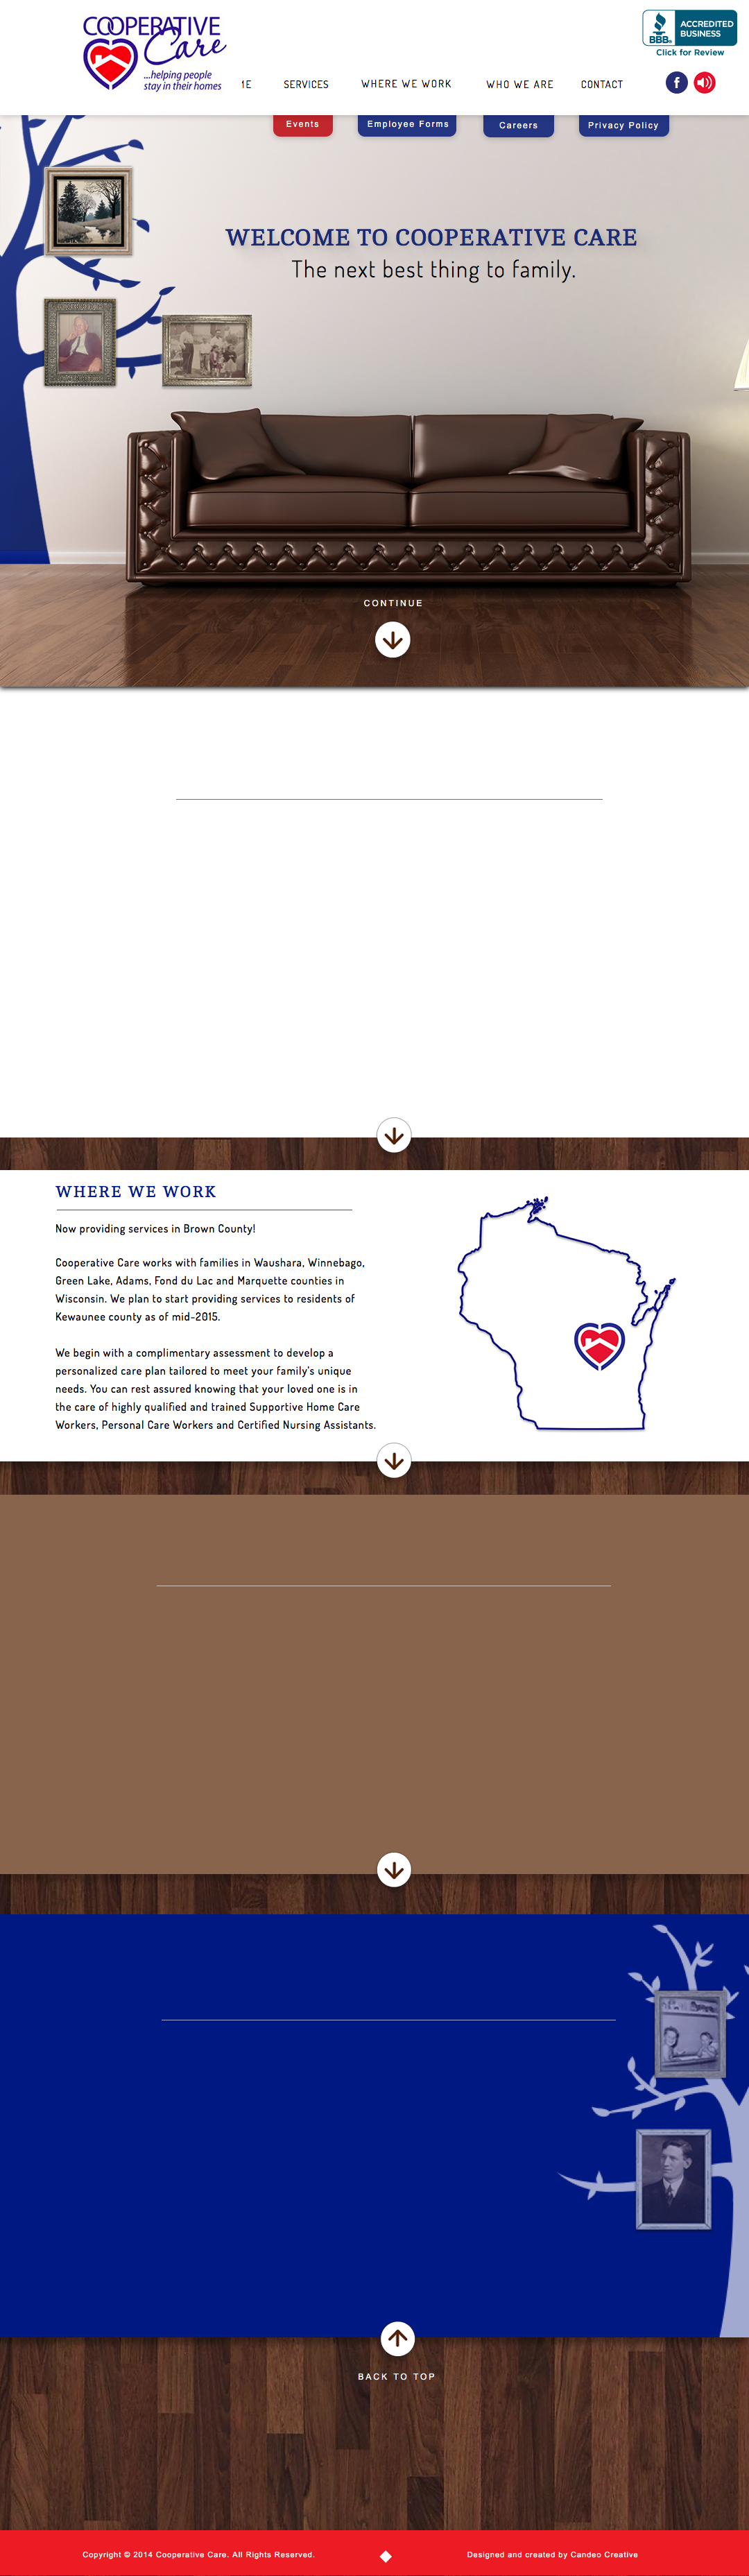 COOPERATIVE
Care
...helping people
stay in their homes
ACCREDITED
BUSINESS
BBB.
Click for Review
SERVICES
WHERE WE WORK
WHO WE ARE
CONTACT
f
Events
Employee Forms
Careers
Privacy Policy
WELCOME TO COOPERATIVE CARE
The next best thing to family.
CONTINUE
WHERE WE WORK
Now providing services in Brown County!
Cooperative Care works with families in Waushara, Winnebago,
Green Lake, Adams, Fond du Lac and Marquette counties in
Wisconsin. We plan to start providing services to residents of
Kewaunee county as of mid-2015.
We begin with a complimentary assessment to develop a
personalized care plan tailored to meet your family's unique
needs. You can rest assured knowing that your loved one is in
the care of highly qualified and trained Supportive Home Care
Workers, Personal Care Workers and Certified Nursing Assistants.
BACK TO TOP
Copyright © 2014 Cooperative Care. All Rights Reserved.
Designed and created by Candeo Creative